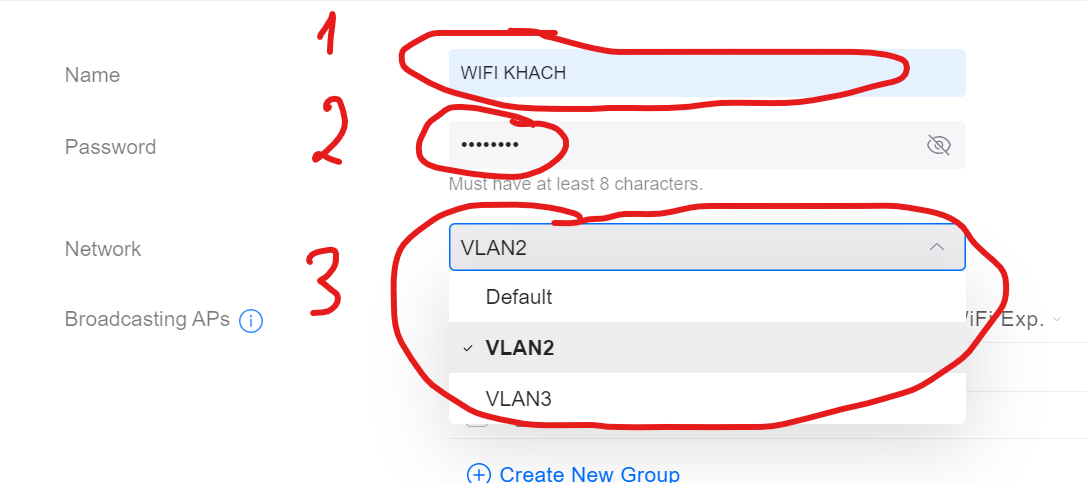 1
Name
WIFI KHACH
2
Password
••••••••
Must have at least 8 characters.
3
Network
VLAN2
Default
Broadcasting APs
Exp.
VLAN2
VLAN3
Create New Group